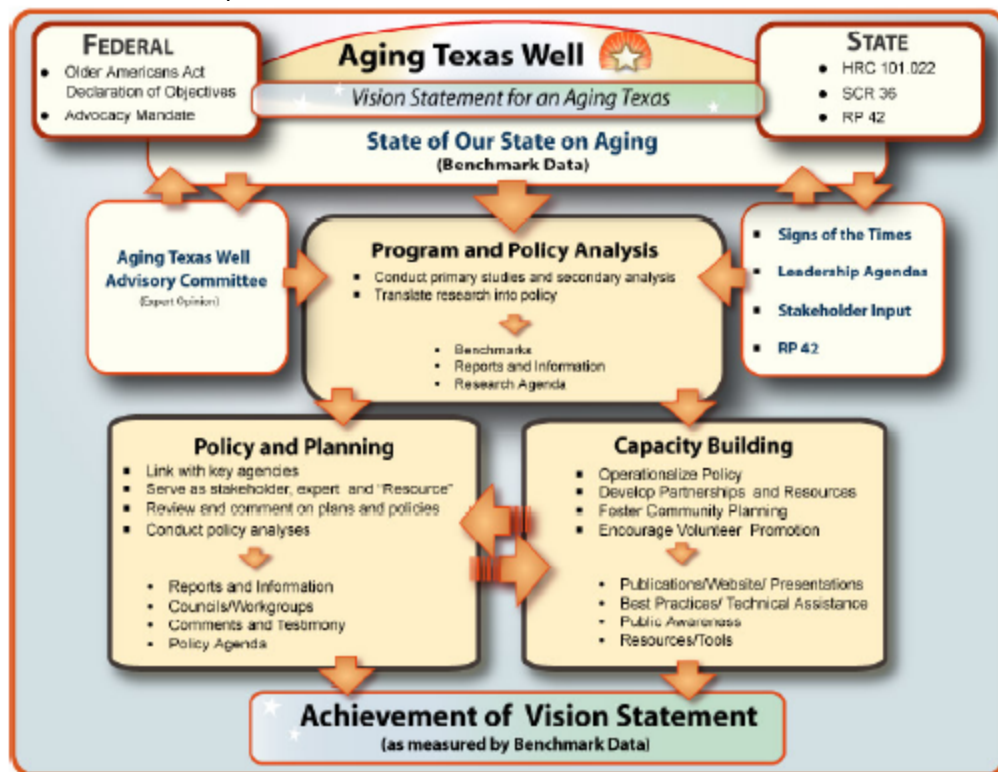 FEDERAL
• Older Americans Act
Declaration of Objectives
• Advocacy Mandate
Aging Texas Well
Vision Statement for an Aging Texas
STATE
• HRC 101.022
• SCR 36
• RP 42
State of Our State on Aging
(Benchmark Data)
Aging Texas Well
Advisory Committee
(Expert Opinion)
Program and Policy Analysis
▪ Conduct primary studies and secondary analysis
▪ Translate research into policy
• Benchmarks
• Reports and Information
• Research Agenda
▪ Signs of the Times
▪ Leadership Agendas
▪ Stakeholder Input
▪ RP 42
Policy and Planning
▪ Link with key agencies
▪ Serve as stakeholder, expert and "Resource"
▪ Review and comment on plans and policies
▪ Conduct policy analyses
• Reports and Information
• Councils/Workgroups
• Comments and Testimony
• Policy Agenda
Capacity Building
▪ Operationalize Policy
▪ Develop Partnerships and Resources
▪ Foster Community Planning
▪ Encourage Volunteer Promotion
• Publications/Website/ Presentations
• Best Practices/ Technical Assistance
• Public Awareness
• Resources/Tools
Achievement of Vision Statement
(as measured by Benchmark Data)